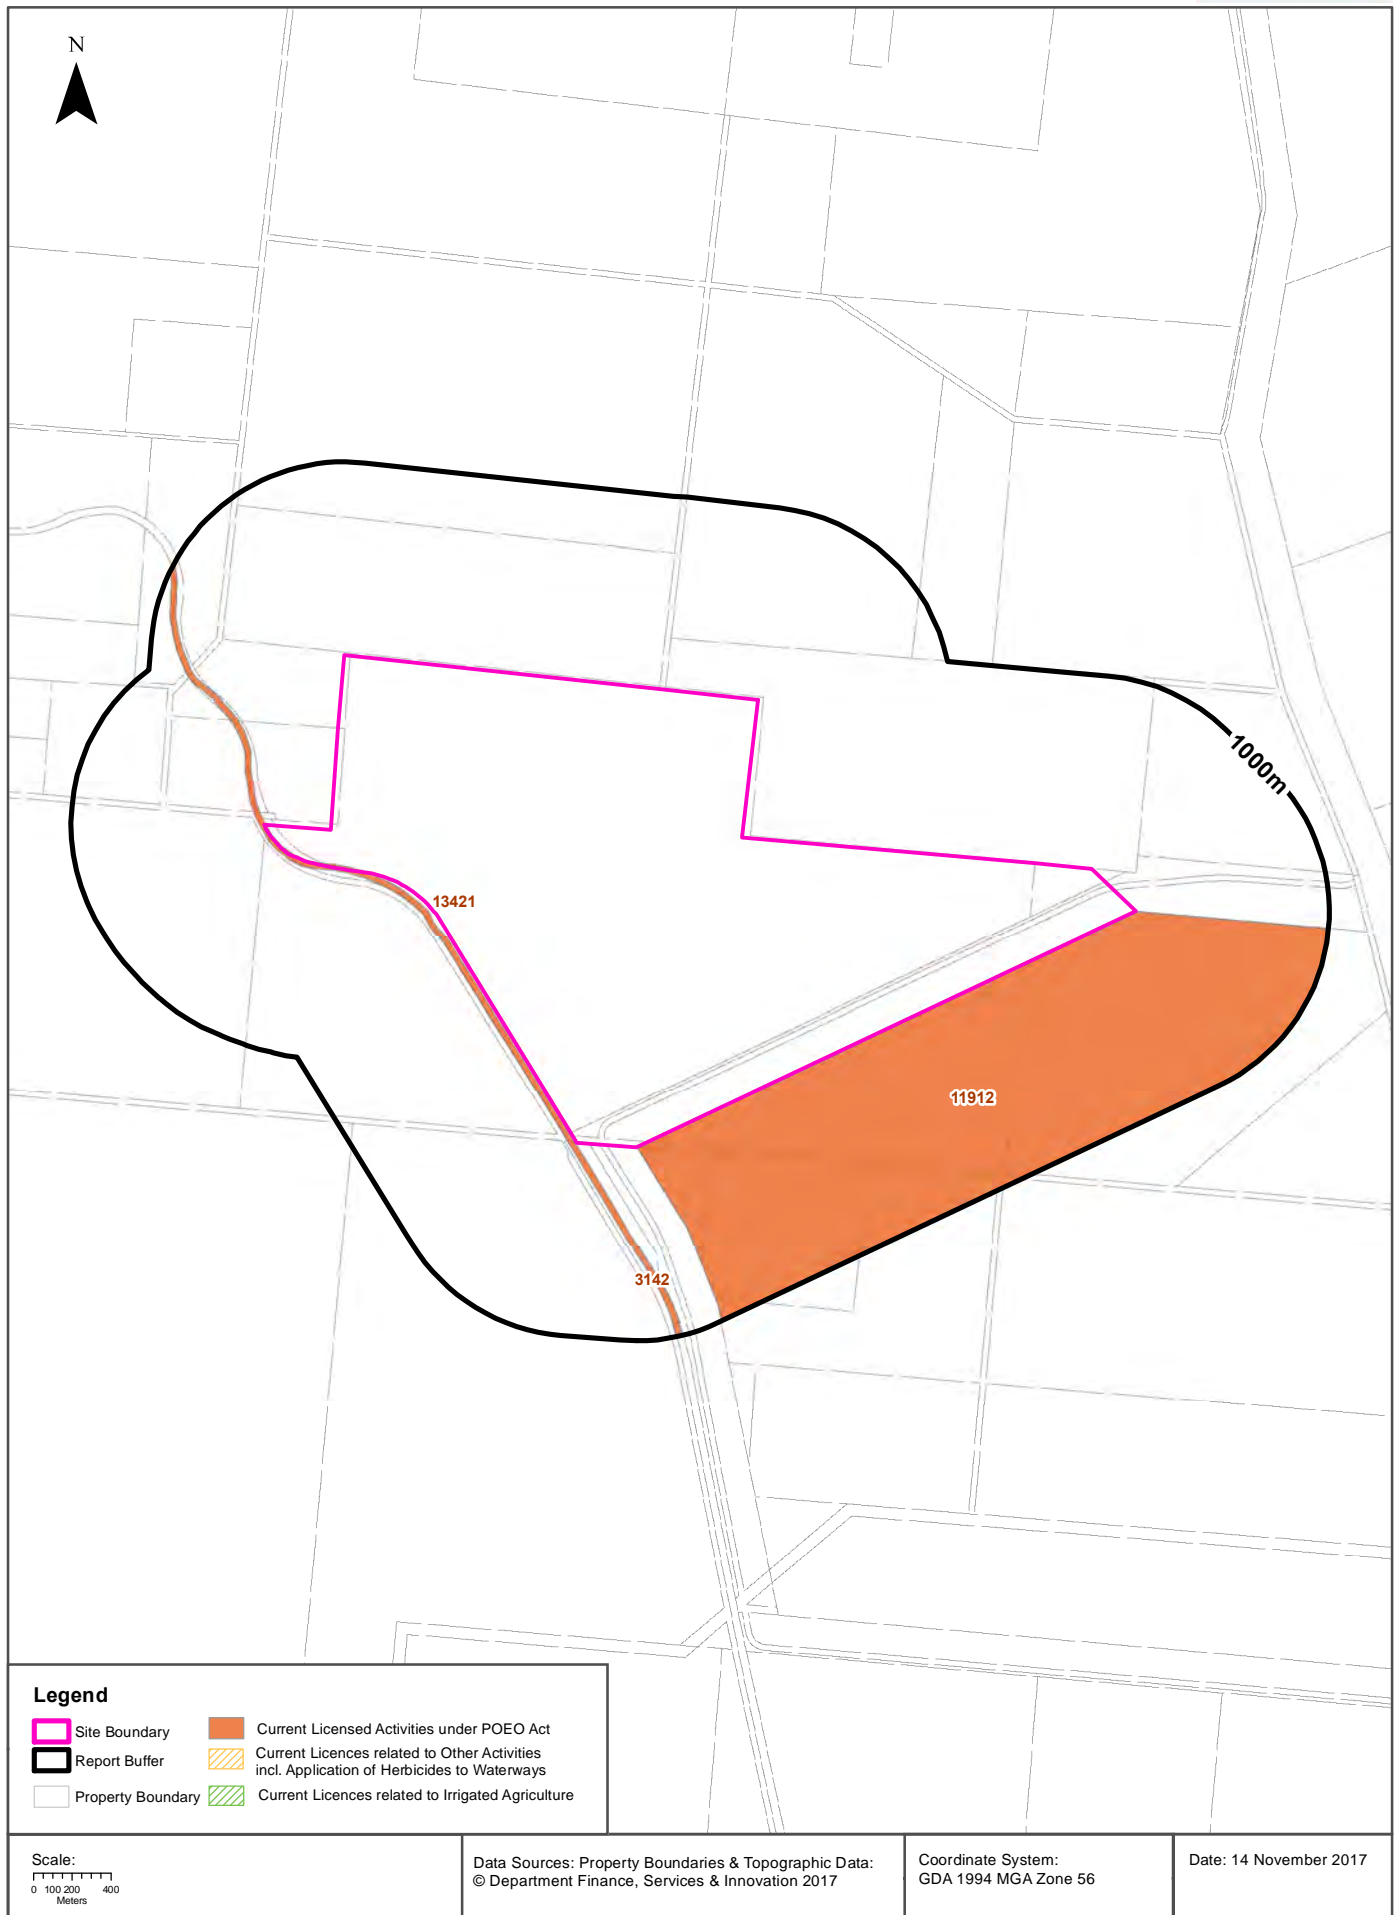 N
1000m
13421
11912
3142
Legend
Site Boundary
Report Buffer
Property Boundary
Current Licensed Activities under POEO Act
Current Licences related to Other Activities
incl. Application of Herbicides to Waterways
Current Licences related to Irrigated Agriculture
Scale:
0 100 200 400
Meters
Data Sources: Property Boundaries & Topographic Data:
© Department Finance, Services & Innovation 2017
Coordinate System:
GDA 1994 MGA Zone 56
Date: 14 November 2017